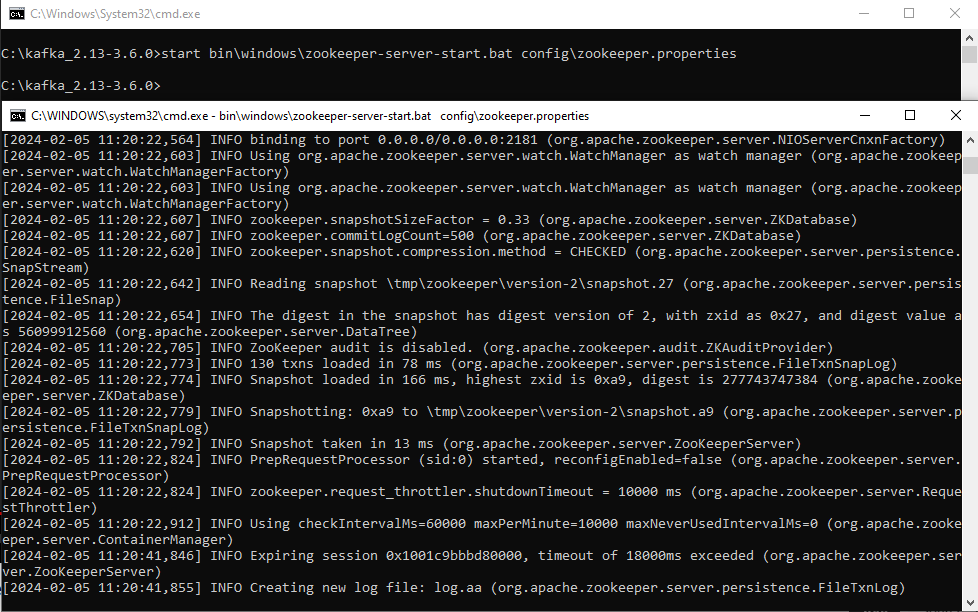 C:\Windows\System32\cmd.exe
C:\kafka_2.13-3.6.0>start bin\windows\zookeeper-server-start.bat config\zookeeper.properties
C:\kafka_2.13-3.6.0>
C:\WINDOWS\system32\cmd.exe - bin\windows\zookeeper-server-start.bat config\zookeeper.properties
[2024-02-05 11:20:22,564] INFO binding to port 0.0.0.0/0.0.0.0:2181 (org.apache.zookeeper.server.NIOServerCnxnFactory)
[2024-02-05 11:20:22,603] INFO Using org.apache.zookeeper.server.watch.WatchManager as watch manager (org.apache.zookeep
er.server.watch.WatchManagerFactory)
[2024-02-05 11:20:22,603] INFO Using org.apache.zookeeper.server.watch.WatchManager as watch manager (org.apache.zookeep
er.server.watch.WatchManagerFactory)
[2024-02-05 11:20:22,607] INFO zookeeper.snapshotSizeFactor = 0.33 (org.apache.zookeeper.server.ZKDatabase)
[2024-02-05 11:20:22,607] INFO zookeeper.commitLogCount=500 (org.apache.zookeeper.server.ZKDatabase)
[2024-02-05 11:20:22,620] INFO zookeeper.snapshot.compression.method = CHECKED (org.apache.zookeeper.server.persistence.
SnapStream)
[2024-02-05 11:20:22,642] INFO Reading snapshot \tmp\zookeeper\version-2\snapshot.27 (org.apache.zookeeper.server.persis
tence.FileSnap)
[2024-02-05 11:20:22,654] INFO The digest in the snapshot has digest version of 2, with zxid as 0x27, and digest value a
s 56099912560 (org.apache.zookeeper.server.DataTree)
[2024-02-05 11:20:22,705] INFO ZooKeeper audit is disabled. (org.apache.zookeeper.audit.ZKAuditProvider)
[2024-02-05 11:20:22,773] INFO 130 txns loaded in 78 ms (org.apache.zookeeper.server.persistence.FileTxnSnapLog)
[2024-02-05 11:20:22,774] INFO Snapshot loaded in 166 ms, highest zxid is 0xa9, digest is 277743747384 (org.apache.zooke
eper.server.ZKDatabase)
[2024-02-05 11:20:22,779] INFO Snapshotting: 0xa9 to \tmp\zookeeper\version-2\snapshot.a9 (org.apache.zookeeper.server.p
ersistence.FileTxnSnapLog)
[2024-02-05 11:20:22,792] INFO Snapshot taken in 13 ms (org.apache.zookeeper.server.ZooKeeperServer)
[2024-02-05 11:20:22,824] INFO PrepRequestProcessor (sid:0) started, reconfigEnabled=false (org.apache.zookeeper.server.
PrepRequestProcessor)
[2024-02-05 11:20:22,824] INFO zookeeper.request_throttler.shutdownTimeout = 10000 ms (org.apache.zookeeper.server.Reque
stThrottler)
[2024-02-05 11:20:22,912] INFO Using checkIntervalMs=60000 maxPerMinute=10000 maxNeverUsedIntervalMs=0 (org.apache.zooke
eper.server.ContainerManager)
[2024-02-05 11:20:41,846] INFO Expiring session 0x1001c9bbbd80000, timeout of 18000ms exceeded (org.apache.zookeeper.ser
ver.ZooKeeperServer)
[2024-02-05 11:20:41,855] INFO Creating new log file: log.aa (org.apache.zookeeper.server.persistence.FileTxnLog)